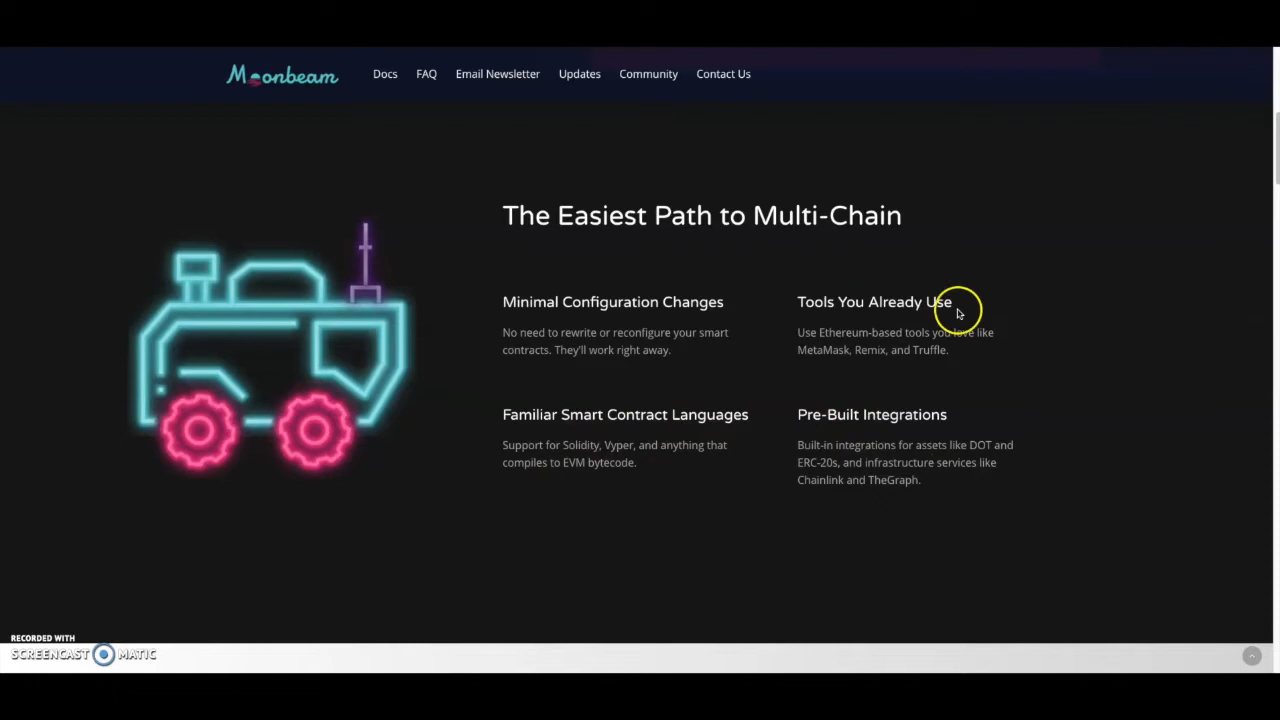 Moonbeam Docs FAQ Email Newsletter Updates Community Contact Us
The Easiest Path to Multi-Chain
Minimal Configuration Changes
No need to rewrite or reconfigure your smart
contracts. They'll work right away.
Tools You Already Use
Use Ethereum-based tools you love like
MetaMask, Remix, and Truffle.
Familiar Smart Contract Languages
Support for Solidity, Vyper, and anything that
compiles to EVM bytecode.
Pre-Built Integrations
Built-in integrations for assets like DOT and
ERC-20s, and infrastructure services like
Chainlink and TheGraph.
RECORDED WITH
SCREENCAST MATIC